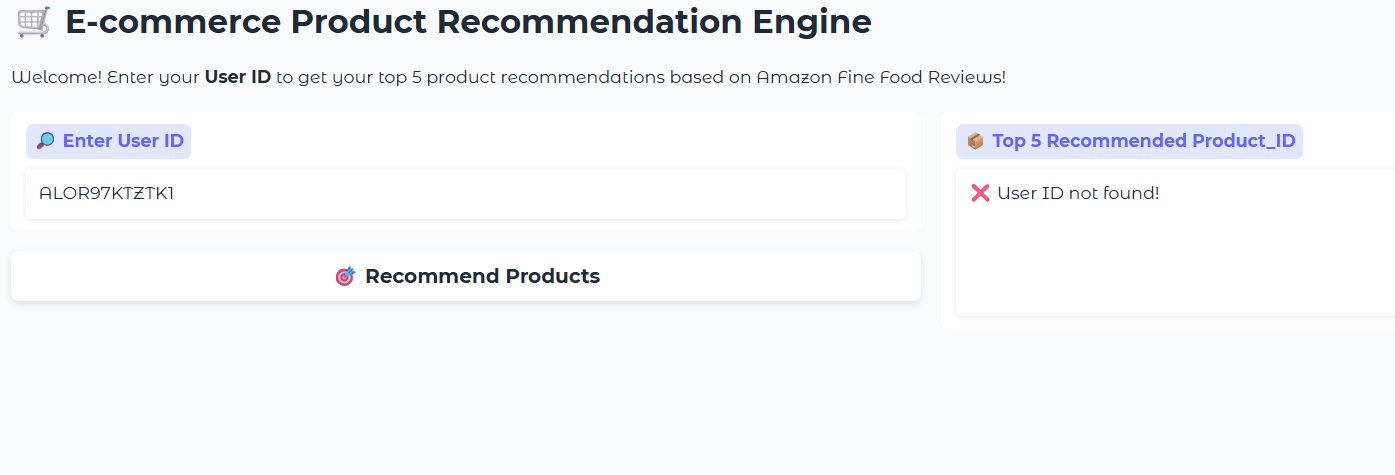 E-commerce Product Recommendation Engine
Welcome! Enter your User ID to get your top 5 product recommendations based on Amazon Fine Food Reviews!
Enter User ID
ALOR97KTZTK1
Recommend Products
Top 5 Recommended Product_ID
User ID not found!